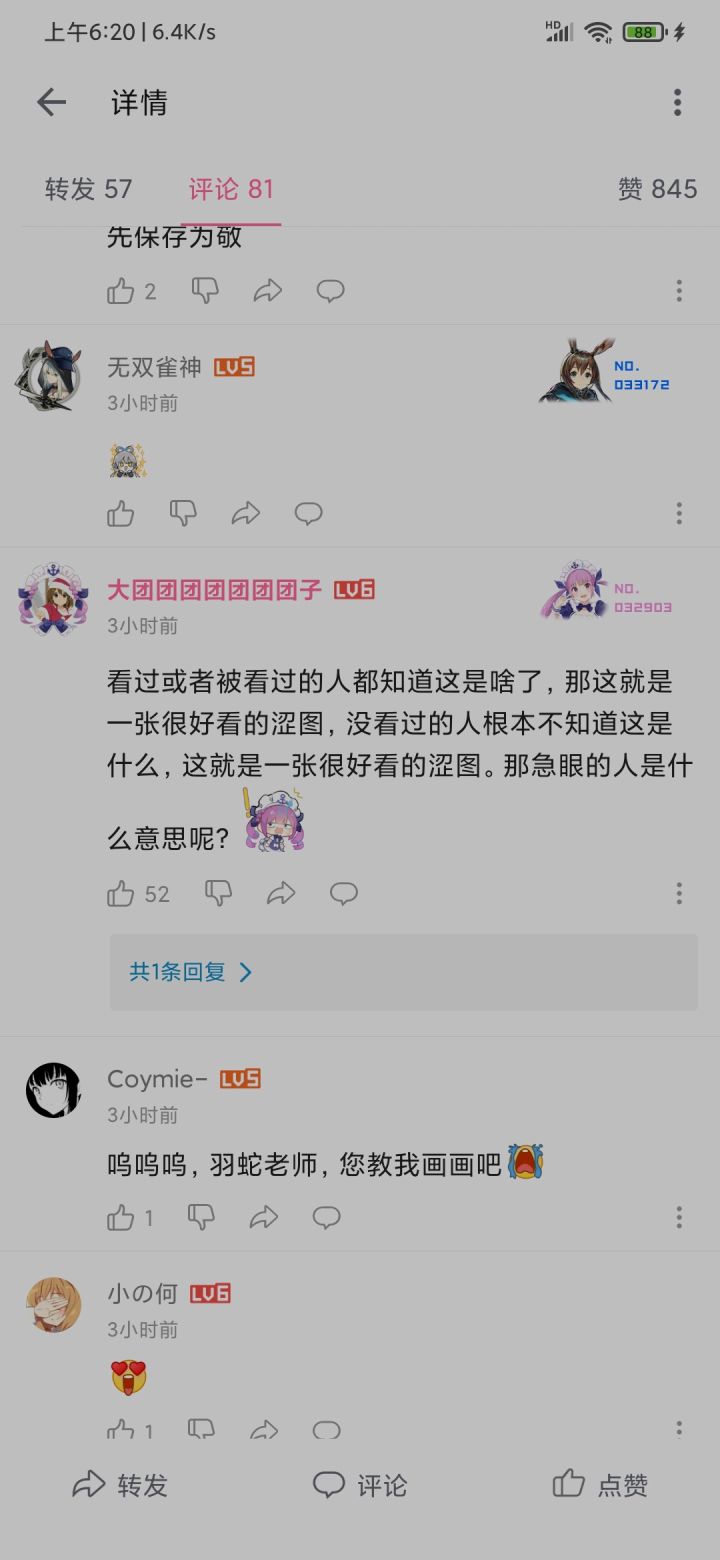 上午6:20 | 6.4K/s
HD
88
详情
转发 57
评论 81
赞 845
先保存为敬
2
无双雀神 LV5
NO.
033172
3小时前
大团团团团团团团子 LV6
NO.
032903
3小时前
看过或者被看过的人都知道这是啥了，那这就是
一张很好看的涩图，没看过的人根本不知道这是
什么，这就是一张很好看的涩图。那急眼的人是什
么意思呢？
52
共1条回复
Coymie- LV5
3小时前
呜呜呜，羽蛇老师，您教我画画吧
1
小の何 LV6
3小时前
1
转发
评论
点赞